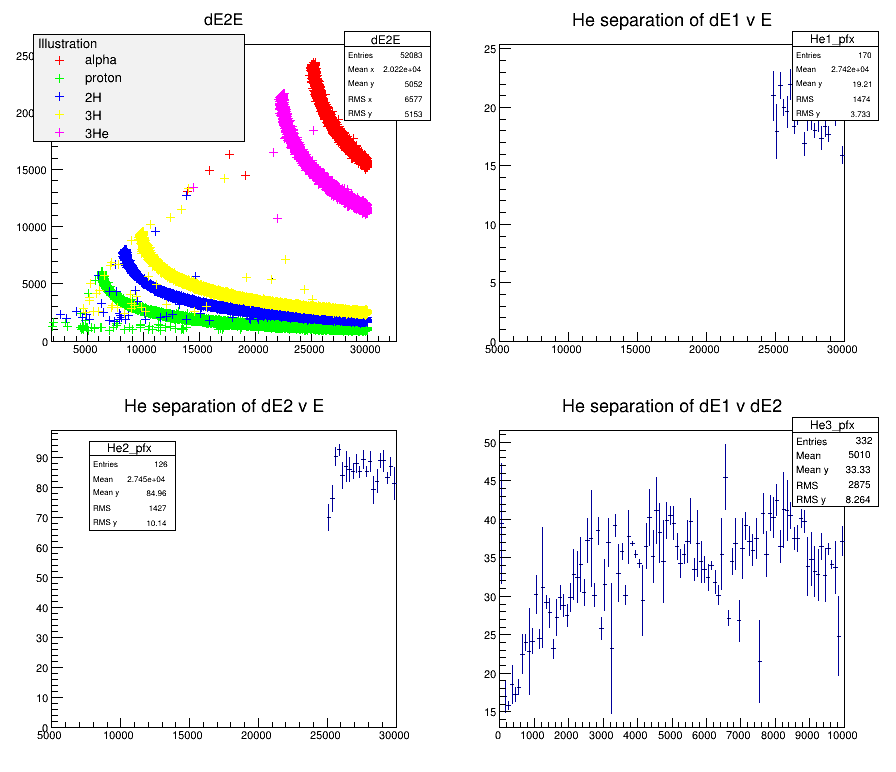 dE2E
Illustration
alpha
proton
2H
3H
3He
dE2E
Entries 52083
Mean x 2.022e+04
Mean y 5052
RMS x 6577
RMS y 5153
250
200
15000
10000
5000
0
5000 10000 15000 20000 25000 30000
He separation of dE1 v E
He1_pfx
Entries 170
Mean 2.742e+04
Mean y 19.21
RMS 1474
RMS y 3.733
25
20
15
10
5
0
5000 10000 15000 20000 25000 30000
He separation of dE2 v E
He2_pfx
Entries 126
Mean 2.745e+04
Mean y 84.96
RMS 1427
RMS y 10.14
90
80
70
60
50
40
30
20
10
0
5000 10000 15000 20000 25000 30000
He separation of dE1 v dE2
He3_pfx
Entries 332
Mean 5010
Mean y 33.33
RMS 2875
RMS y 8.264
50
45
40
35
30
25
20
15
0 1000 2000 3000 4000 5000 6000 7000 8000 9000 10000